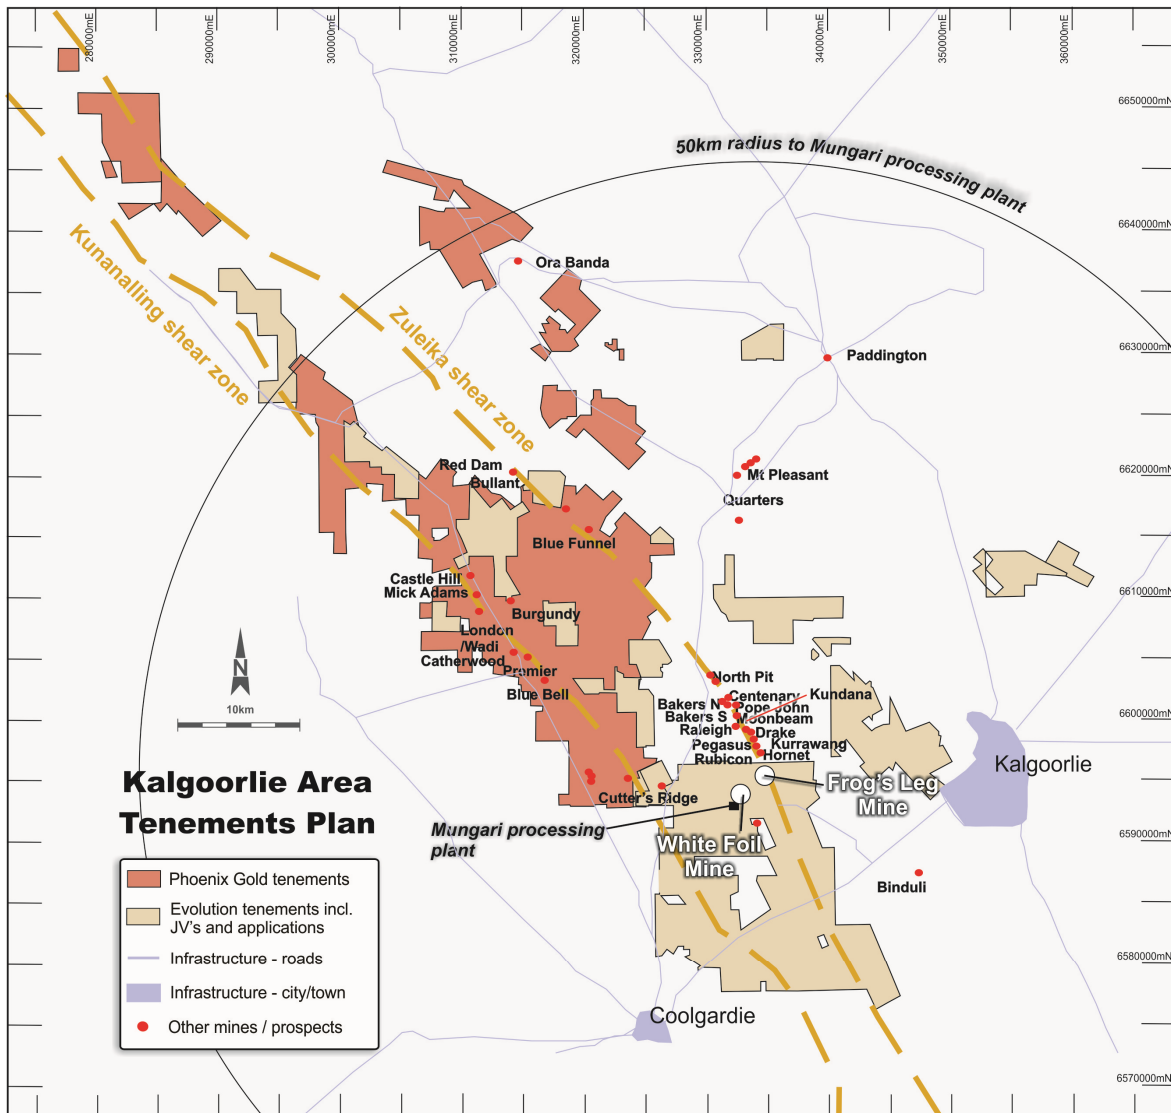 280000mE
290000mE
300000mE
310000mE
320000mE
330000mE
340000mE
350000mE
360000mE
6650000mN
50km radius to Mungari processing plant
6640000mN
Kunanalling shear zone
Ora Banda
Zuleika shear zone
6630000mN
Paddington
Red Dam
Bullant
6620000mN
Mt Pleasant
Quarters
Blue Funnel
Castle Hill
Mick Adams
6610000mN
Burgundy
London
/Wadi
Catherwood
Premier
Blue Bell
North Pit
Centenary
Kundana
Bakers N
Pope John
Bakers S
Moonbeam
6600000mN
Raleigh
Drake
Pegasus
Kurrawang
Rubicon
Hornet
N
10km
Kalgoorlie
Kalgoorlie Area
Tenements Plan
Frog's Leg
Mine
Cutter's Ridge
Mungari processing
plant
White Foil
Mine
6590000mN
Binduli
Phoenix Gold tenements
Evolution tenements incl.
JV's and applications
Infrastructure - roads
Infrastructure - city/town
Other mines / prospects
6580000mN
Coolgardie
6570000mN